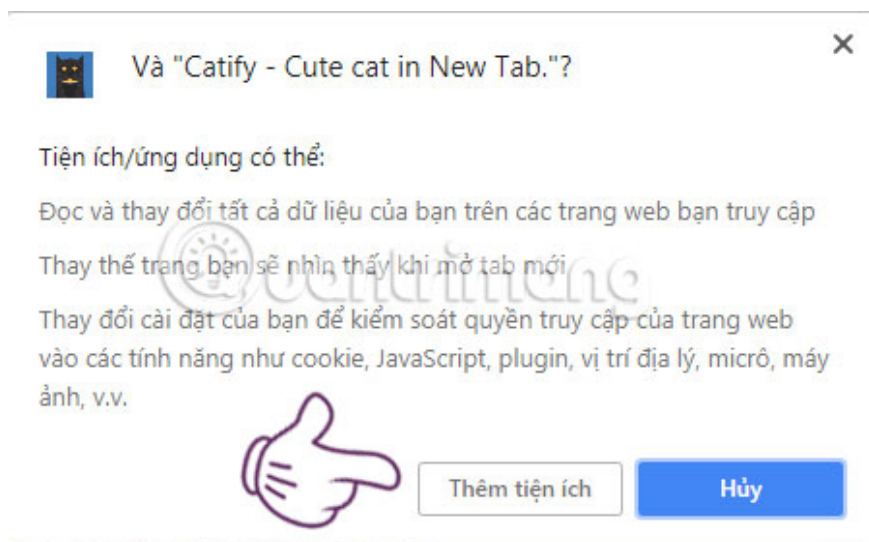 Và "Catify - Cute cat in New Tab."?
Tiện ích/ứng dụng có thể:
Đọc và thay đổi tất cả dữ liệu của bạn trên các trang web bạn truy cập
Thay thế trang bạn sẽ nhìn thấy khi mở tab mới
Quantrimang
Thay đổi cài đặt của bạn để kiểm soát quyền truy cập của trang web
vào các tính năng như cookie, JavaScript, plugin, vị trí địa lý, micrô, máy
ảnh, v.v.
Thêm tiện ích
Hủy